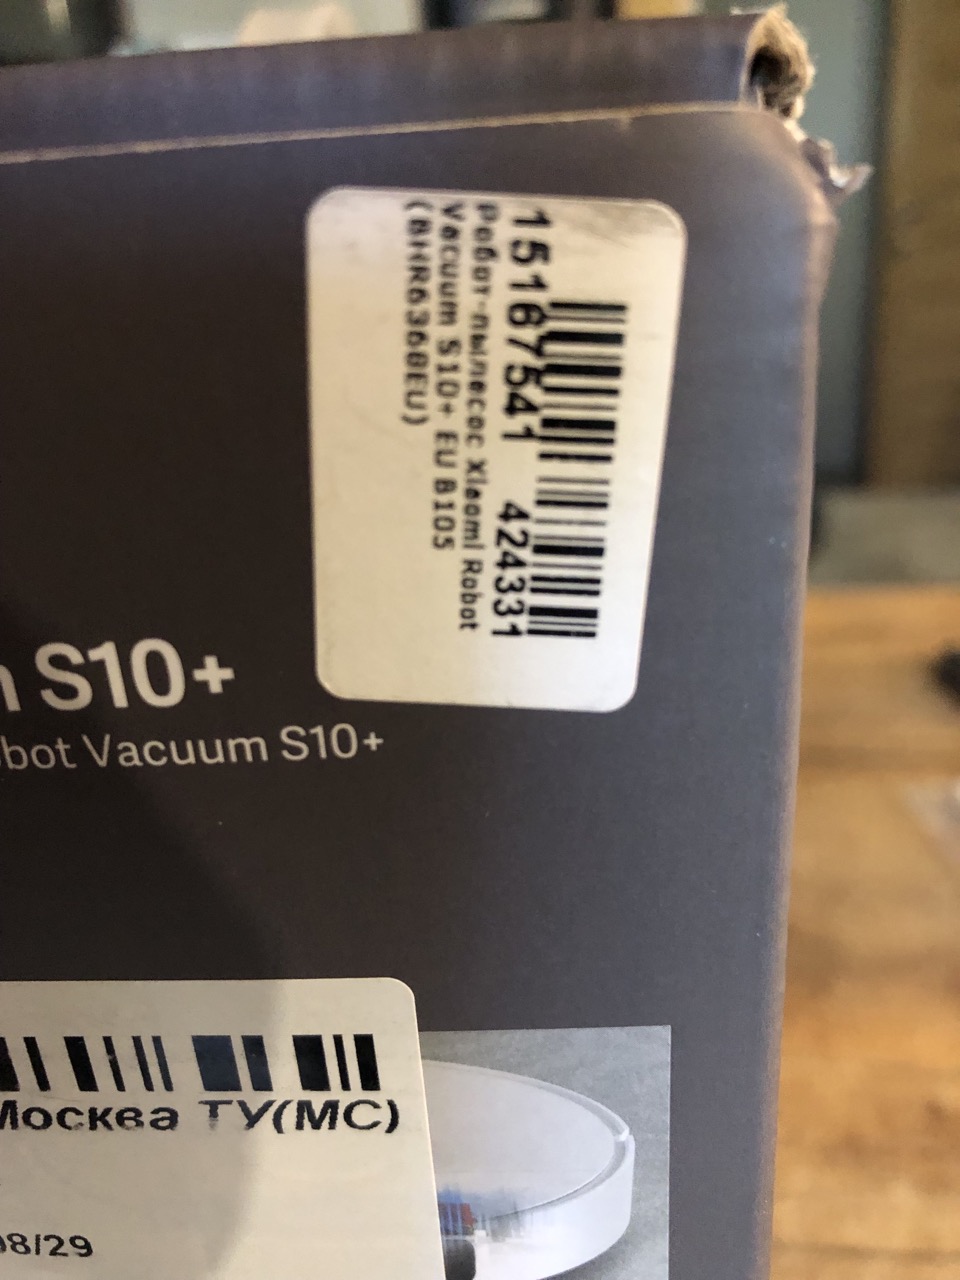 15167541 424331
Робот-пылесос Xiaomi Robot
Vacuum S10+ EU B105
(BHR6368EU)
S10+
bot Vacuum S10+
Москва ТУ(МС)
08/29